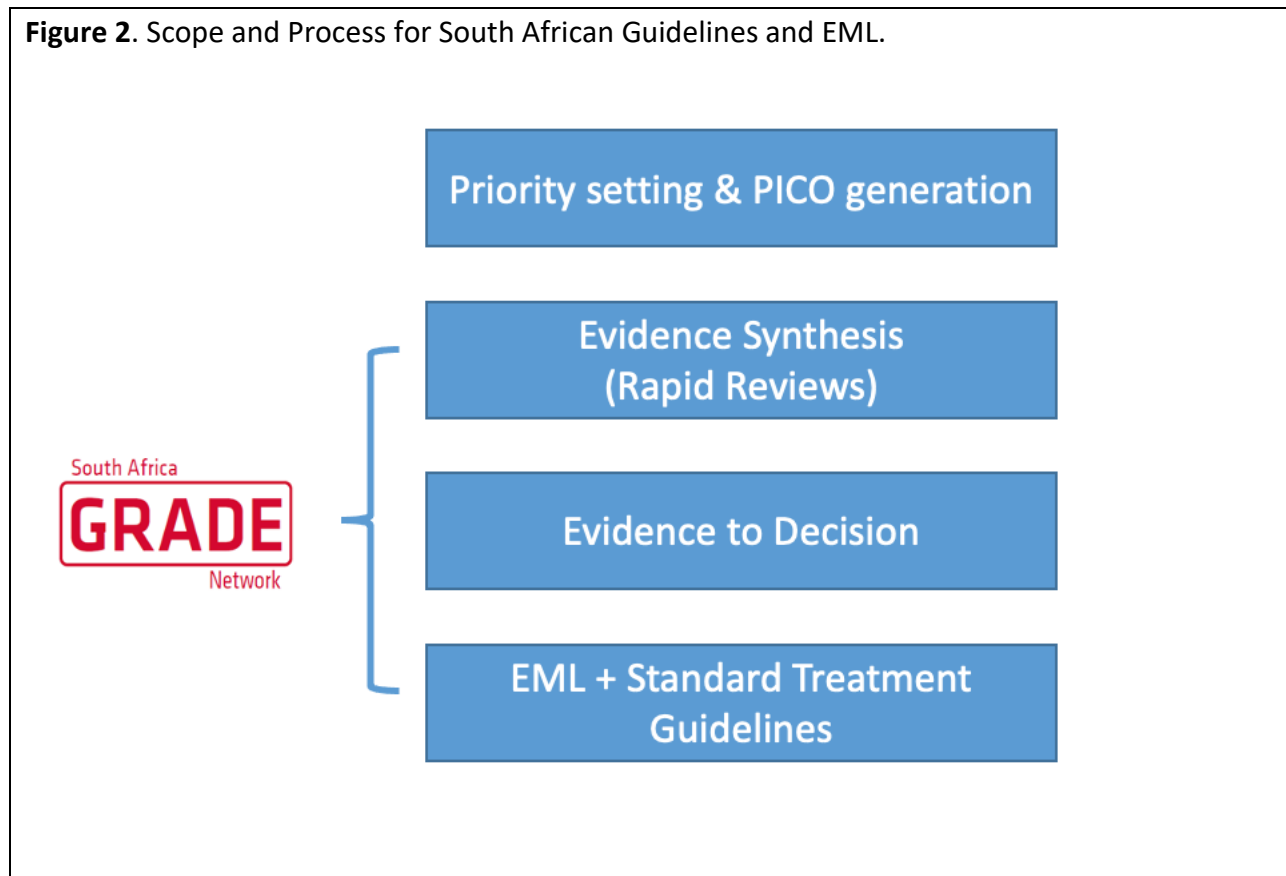 Figure 2. Scope and Process for South African Guidelines and EML.
Priority setting & PICO generation
Evidence Synthesis
(Rapid Reviews)
South Africa
GRADE
Network
Evidence to Decision
EML + Standard Treatment
Guidelines